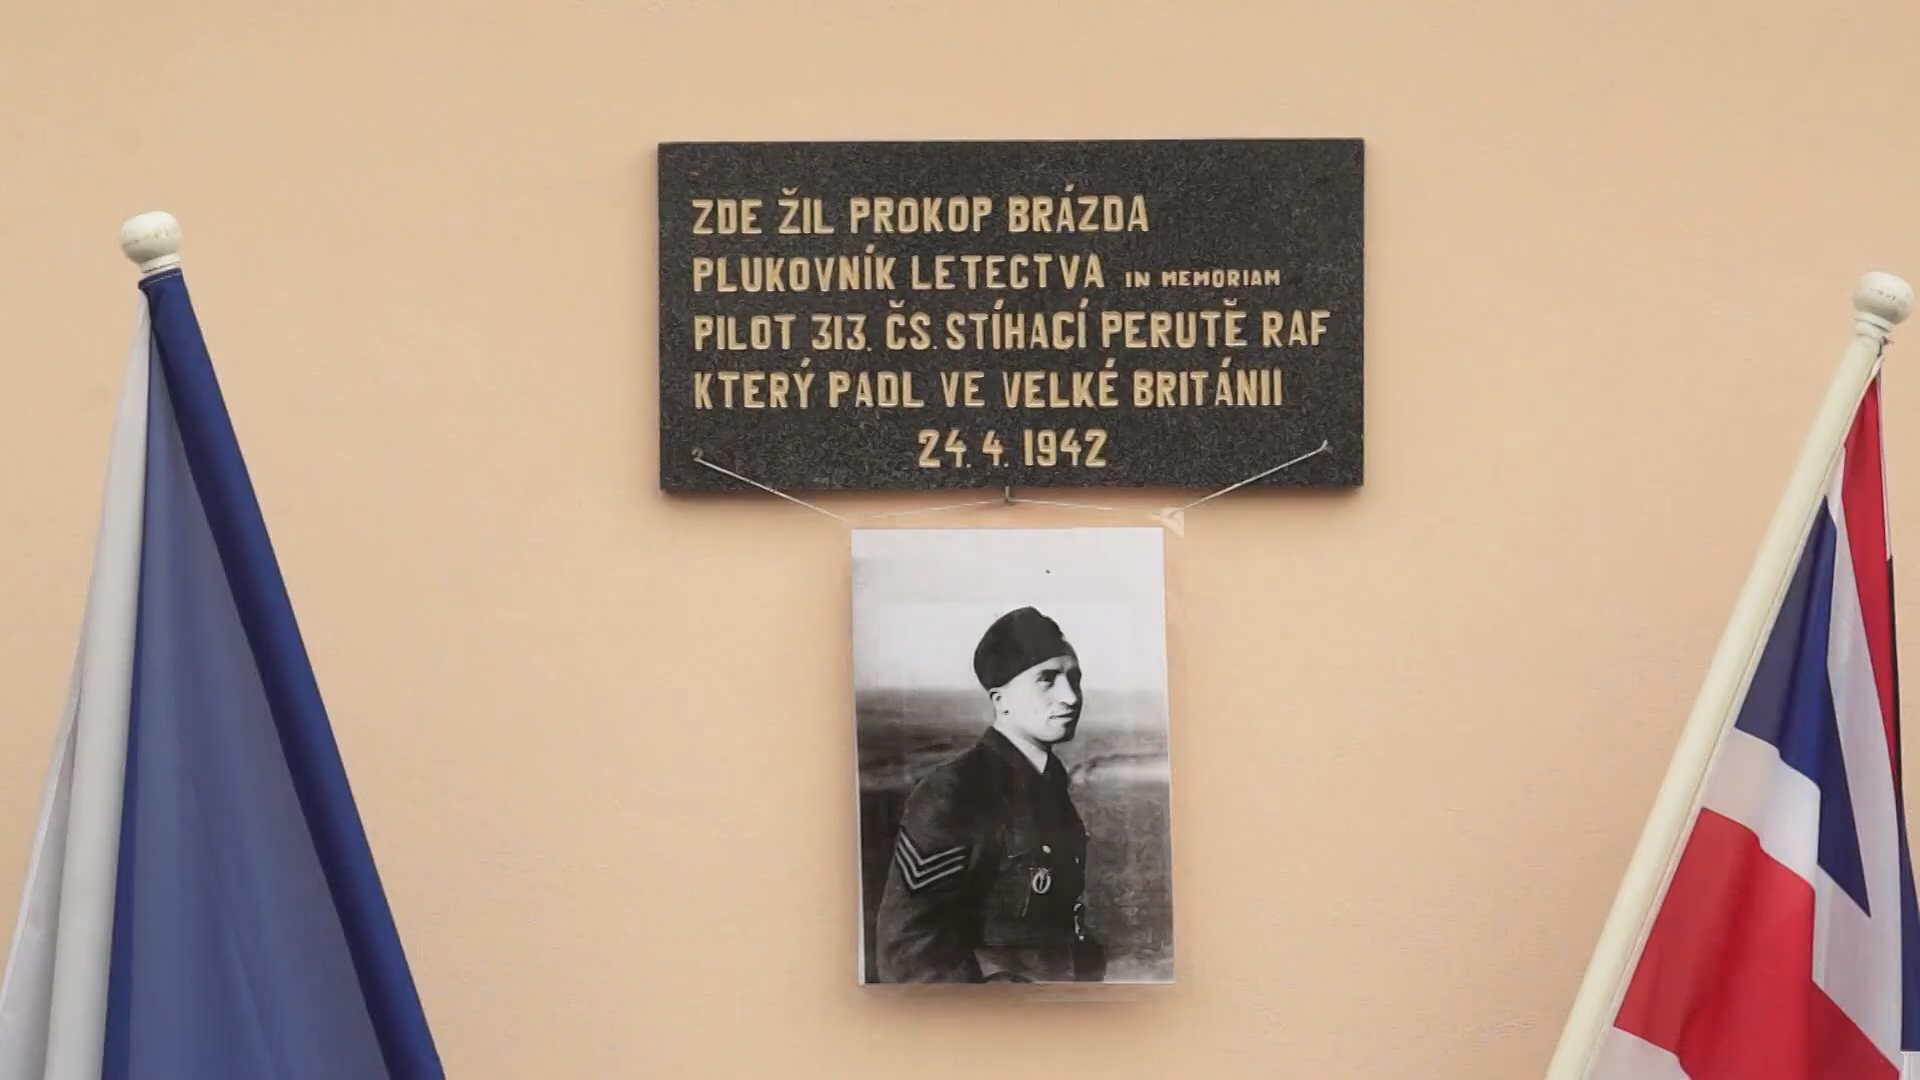 ZDE ŽIL PROKOP BRÁZDA
PLUKOVNÍK LETECTVA IN MEMORIAM
PILOT 313. ČS. STÍHACÍ PERUTĚ RAF
KTERÝ PADL VE VELKÉ BRITÁNII
24. 4. 1942